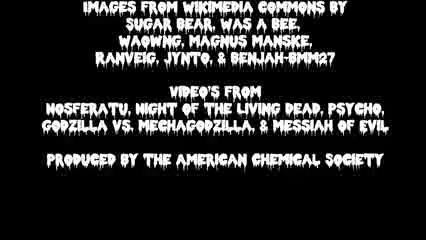 IMAGES FROM WIKIMEDIA COMMONS BY
SUGAR BEAR, WAS A BEE,
WAOWNG, MAGNUS MANSKE,
RANVEIG, JYNTO, & BENJAH-BMM27
VIDEO'S FROM
NOSFERATU, NIGHT OF THE LIVING DEAD, PSYCHO,
GODZILLA VS. MECHAGODZILLA, & MESSIAH OF EVIL
PRODUCED BY THE AMERICAN CHEMICAL SOCIETY